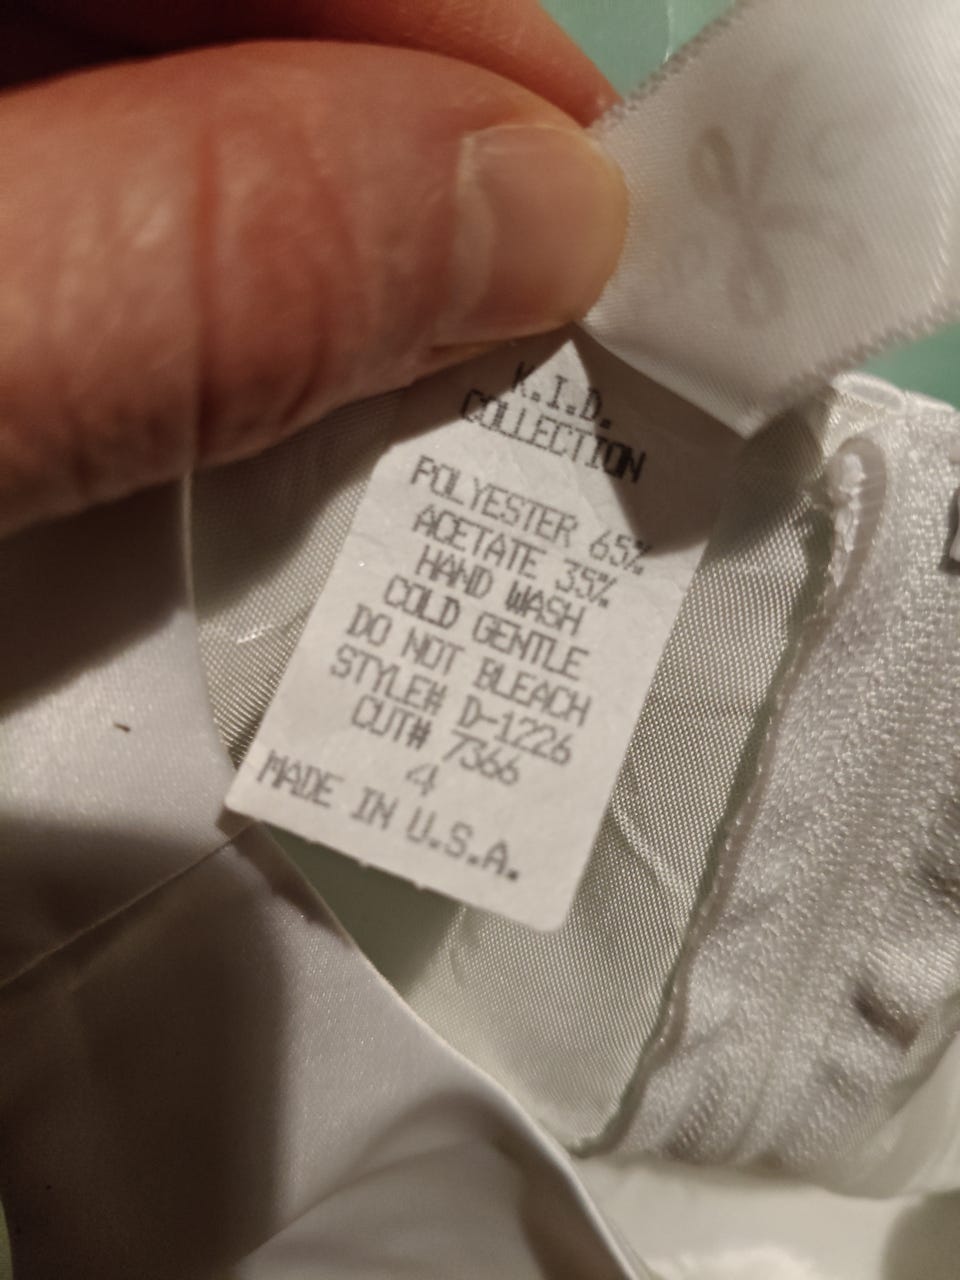 K.I.D.
COLLECTION
POLYESTER 65%
ACETATE 35%
HAND WASH
COLD GENTLE
DO NOT BLEACH
STYLE# D-1226
CUT# 7366
4
MADE IN U.S.A.